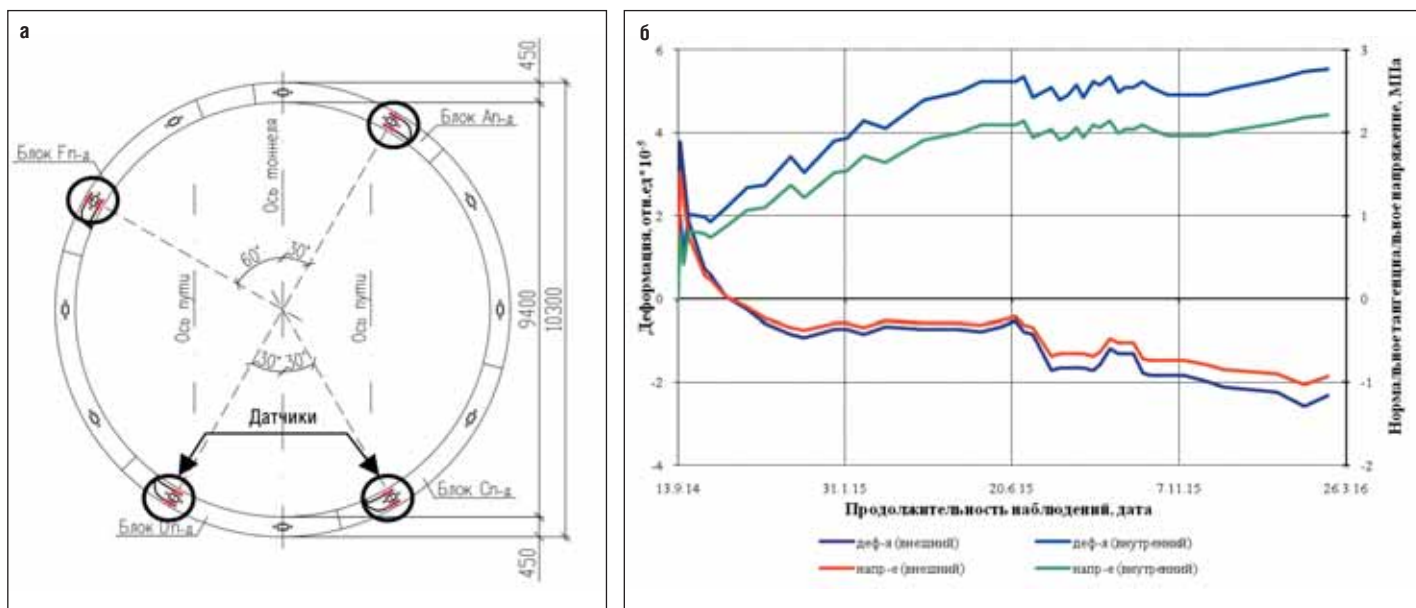 а
450
Блок Ап-д
Блок Fп-д
Ось тоннеля
60°
30°
Ось пути
Ось пути
9400
10300
30°
30°
Датчики
Блок Сп-д
Блок Dп-д
450
б
6
4
2
0
-2
-4
3
2
1
0
-1
-2
Деформация, отн.ед*10⁻⁵
Нормальное тангенциальное напряжение, МПа
13.9.14
31.1.15
20.6.15
7.11.15
26.3.16
Продолжительность наблюдений, дата
деф-я (внешний)
деф-я (внутренний)
напр-е (внешний)
напр-е (внутренний)